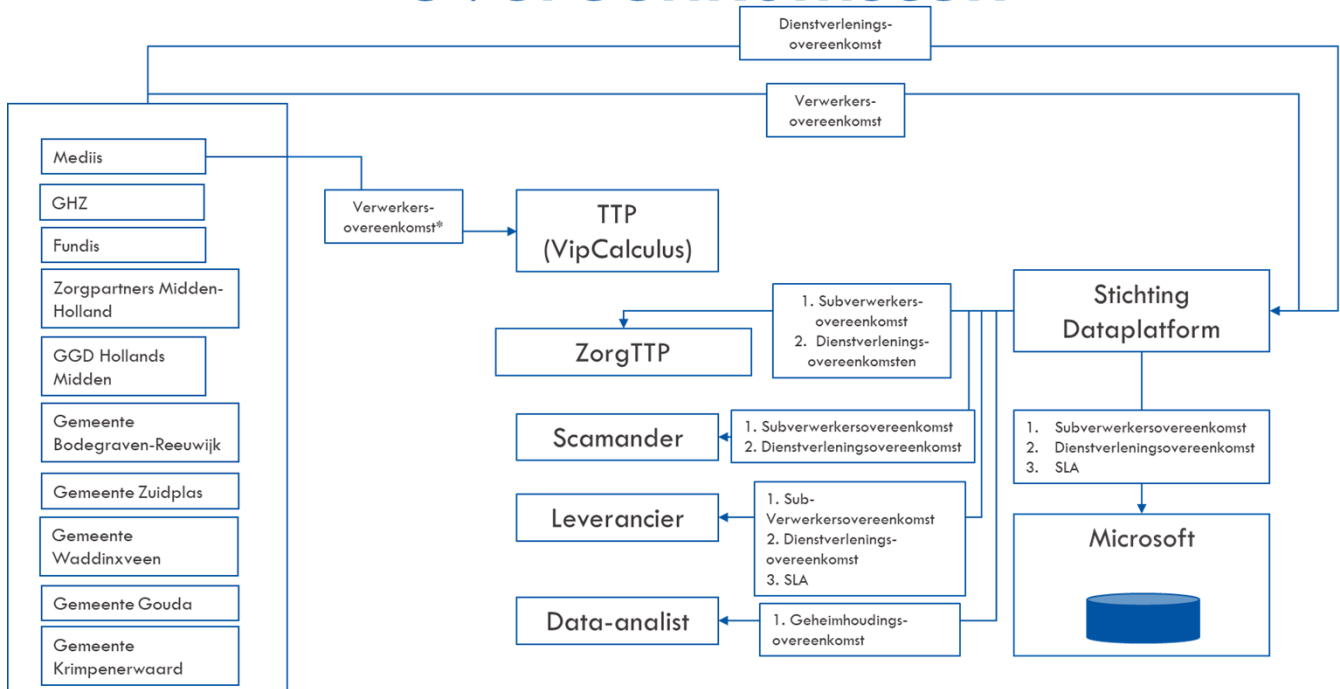 Overeenkomsten
Dienstverlenings-
overeenkomst
Verwerkers-
overeenkomst
Mediis
GHZ
Fundis
Zorgpartners Midden-
Holland
GGD Hollands
Midden
Gemeente
Bodegraven-Reeuwijk
Gemeente Zuidplas
Gemeente
Waddinxveen
Gemeente Gouda
Gemeente
Krimpenerwaard
Verwerkers-
overeenkomst*
TTP
(VipCalculus)
1. Subverwerkers-
overeenkomst
2. Dienstverlenings-
overeenkomsten
ZorgTTP
Stichting
Dataplatform
Scamander
1. Subverwerkersovereenkomst
2. Dienstverleningsovereenkomst
1. Subverwerkersovereenkomst
2. Dienstverleningsovereenkomst
3. SLA
Leverancier
1. Sub-
Verwerkersovereenkomst
2. Dienstverlenings-
overeenkomst
3. SLA
Microsoft
Data-analist
1. Geheimhoudings-
overeenkomst